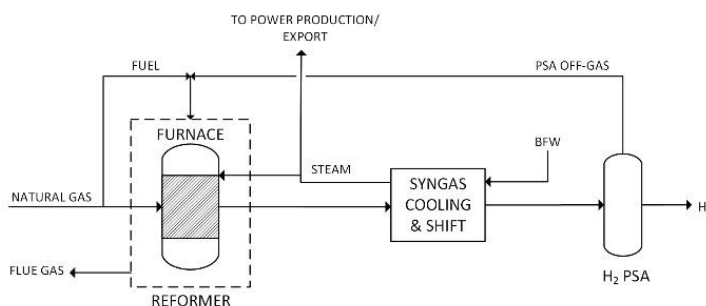 TO POWER PRODUCTION/
EXPORT
FUEL
PSA OFF-GAS
FURNACE
BFW
STEAM
NATURAL GAS
SYNGAS
COOLING
& SHIFT
H
FLUE GAS
H₂ PSA
REFORMER